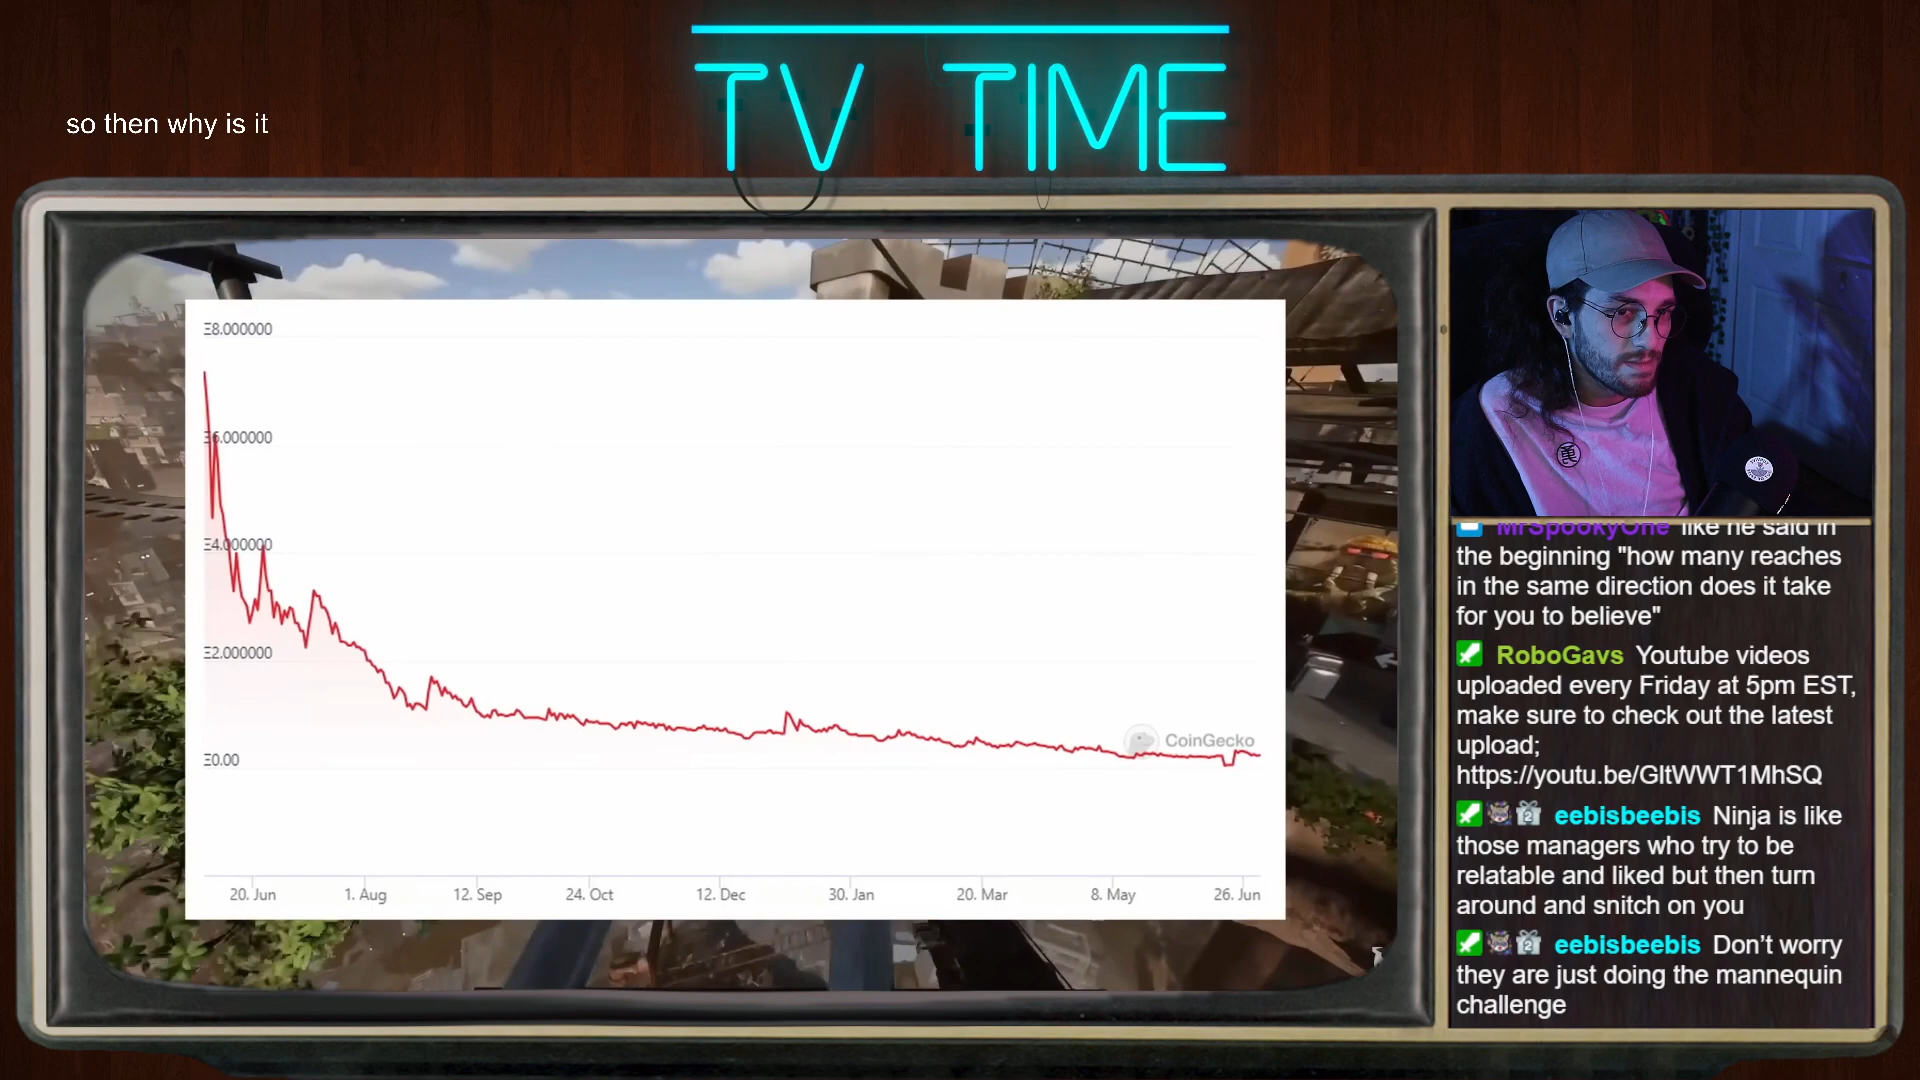 TV TIME
so then why is it
Ξ8.000000
Ξ6.000000
Ξ4.000000
Ξ2.000000
Ξ0.00
CoinGecko
20. Jun
1. Aug
12. Sep
24. Oct
12. Dec
30. Jan
20. Mar
8. May
26. Jun
MrSpookyOne like he said in
the beginning "how many reaches
in the same direction does it take
for you to believe"
RoboGavs Youtube videos
uploaded every Friday at 5pm EST,
make sure to check out the latest
upload;
https://youtu.be/GltWWT1MhSQ
2 eebisbeebis Ninja is like
those managers who try to be
relatable and liked but then turn
around and snitch on you
2 eebisbeebis Don’t worry
they are just doing the mannequin
challenge